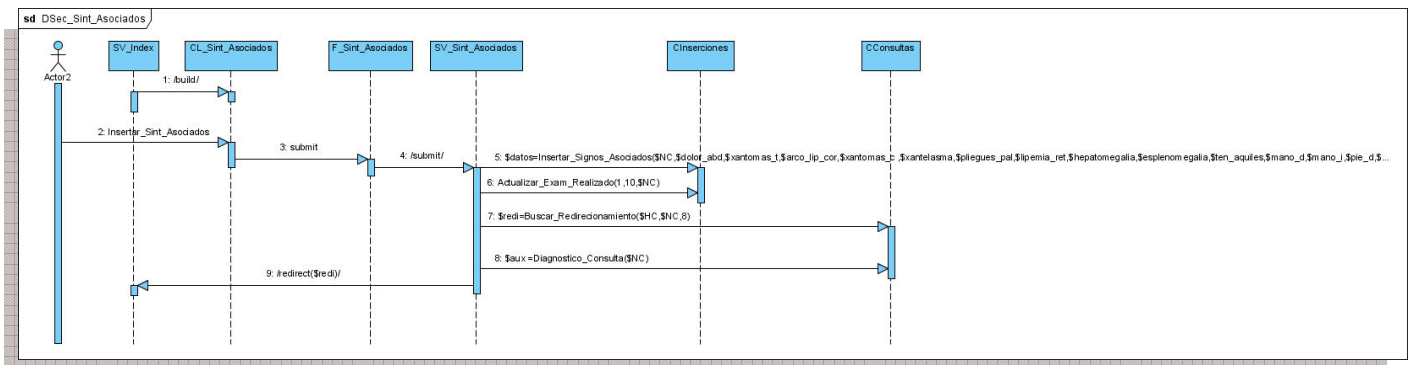 sd DSec_Sint_Asociados
SV_Index
CL_Sint_Asociados
F_Sint_Asociados
SV_Sint_Asociados
CInserciones
CConsultas
Actor2
1: /build/
2: Insertar_Sint_Asociados
3: submit
4: /submit/
5: $datos=Insertar_Signos_Asociados($NC,$dolor_abd,$xantomas_t,$arco_lip_cor,$xantomas_c ,$xantelasma,$pliegues_pal,$lipemia_ret,$hepatomegalia,$esplenomegalia,$ten_aquiles,$mano_d,$mano_i,$pie_d,$...
6: Actualizar_Exam_Realizado(1,10,$NC)
7: $redi=Buscar_Redirecionamiento($HC,$NC,8)
8: $aux =Diagnostico_Consulta($NC)
9: /redirect($redi)/